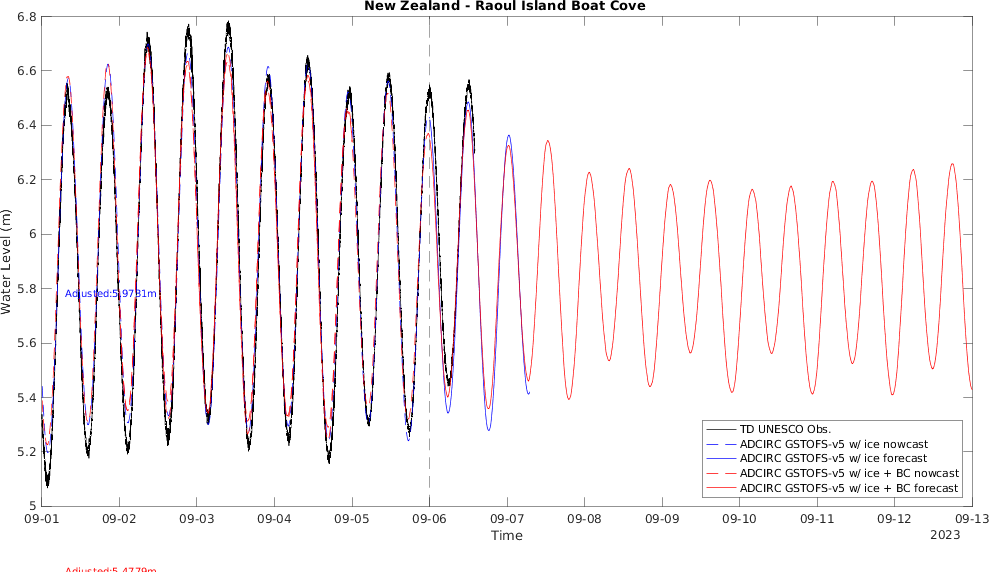 New Zealand - Raoul Island Boat Cove
6.8
6.6
6.4
6.2
6
5.8
5.6
5.4
5.2
5
Water Level (m)
Adjusted:5.9731m
TD UNESCO Obs.
ADCIRC GSTOFS-v5 w/ ice nowcast
ADCIRC GSTOFS-v5 w/ ice forecast
ADCIRC GSTOFS-v5 w/ ice + BC nowcast
ADCIRC GSTOFS-v5 w/ ice + BC forecast
09-01 09-02 09-03 09-04 09-05 09-06 09-07 09-08 09-09 09-10 09-11 09-12 09-13
Time
2023
Adjusted:5.4779m